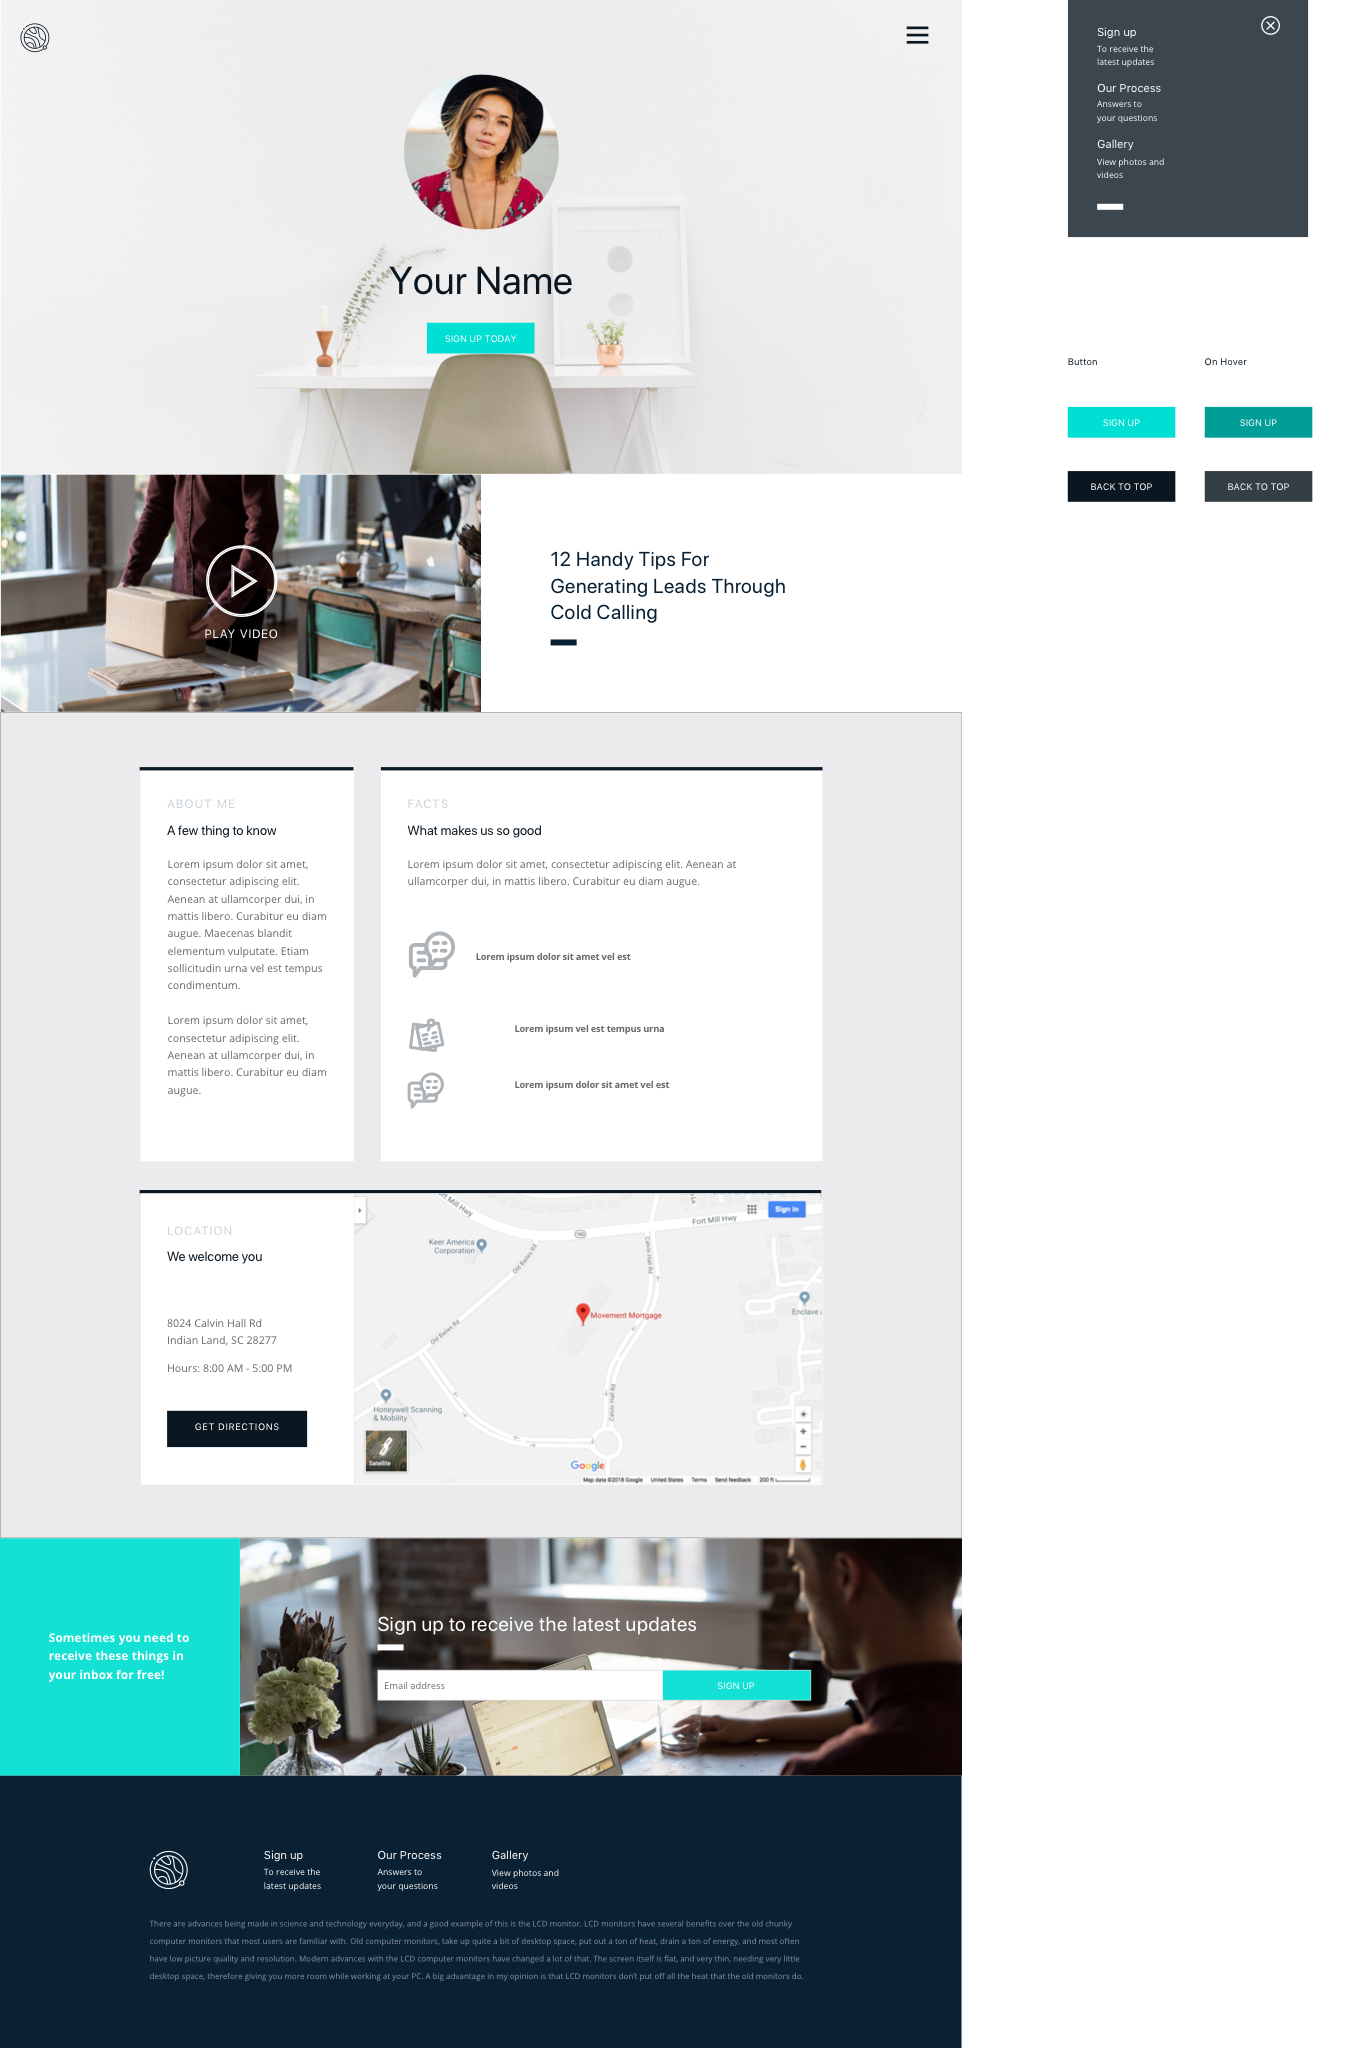 Your Name
SIGN UP TODAY
PLAY VIDEO
12 Handy Tips For
Generating Leads Through
Cold Calling
ABOUT ME
A few thing to know
Lorem ipsum dolor sit amet,
consectetur adipiscing elit.
Aenean at ullamcorper dui, in
mattis libero. Curabitur eu diam
augue. Maecenas blandit
elementum vulputate. Etiam
sollicitudin urna vel est tempus
condimentum.
Lorem ipsum dolor sit amet,
consectetur adipiscing elit.
Aenean at ullamcorper dui, in
mattis libero. Curabitur eu diam
augue.
FACTS
What makes us so good
Lorem ipsum dolor sit amet, consectetur adipiscing elit. Aenean at
ullamcorper dui, in mattis libero. Curabitur eu diam augue.
Lorem ipsum dolor sit amet vel est
Lorem ipsum vel est tempus urna
Lorem ipsum dolor sit amet vel est
LOCATION
We welcome you
8024 Calvin Hall Rd
Indian Land, SC 28277
Hours: 8:00 AM - 5:00 PM
GET DIRECTIONS
Fort Mill Hwy
Sign in
Keer America
Corporation
160
Old Bailes Rd
Calvin Hall Rd
Movement Mortgage
Enclave
Old Bailes Rd
Calvin Hall Rd
Honeywell Scanning
& Mobility
Satellite
Google
Map data ©2018 Google United States Terms Send feedback 200 ft
Sometimes you need to
receive these things in
your inbox for free!
Sign up to receive the latest updates
Email address
SIGN UP
Sign up
To receive the
latest updates
Our Process
Answers to
your questions
Gallery
View photos and
videos
There are advances being made in science and technology everyday, and a good example of this is the LCD monitor. LCD monitors have several benefits over the old chunky
computer monitors that most users are familiar with. Old computer monitors, take up quite a bit of desktop space, put out a ton of heat, drain a ton of energy, and most often
have low picture quality and resolution. Modern advances with the LCD computer monitors have changed a lot of that. The screen itself is flat, and very thin, needing very little
desktop space, therefore giving you more room while working at your PC. A big advantage in my opinion is that LCD monitors don't put off all the heat that the old monitors do.
Sign up
To receive the
latest updates
Our Process
Answers to
your questions
Gallery
View photos and
videos
Button
On Hover
SIGN UP
SIGN UP
BACK TO TOP
BACK TO TOP